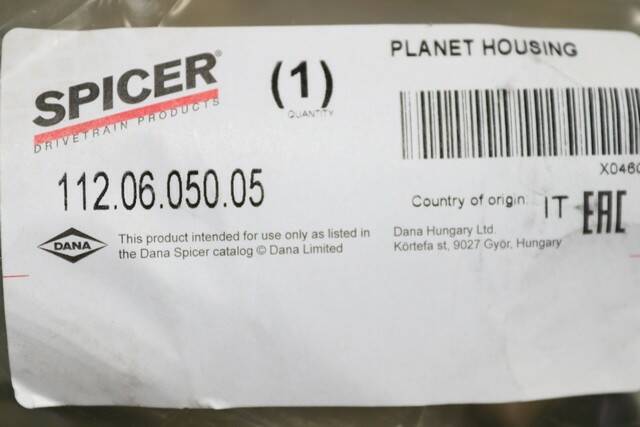 PLANET HOUSING
SPICER®
DRIVETRAIN PRODUCTS
(1)
QUANTITY
X0460
112.06.050.05
Country of origin IT EAC
DANA
This product intended for use only as listed in
the Dana Spicer catalog © Dana Limited
Dana Hungary Ltd.
Körtefa st, 9027 Györ, Hungary